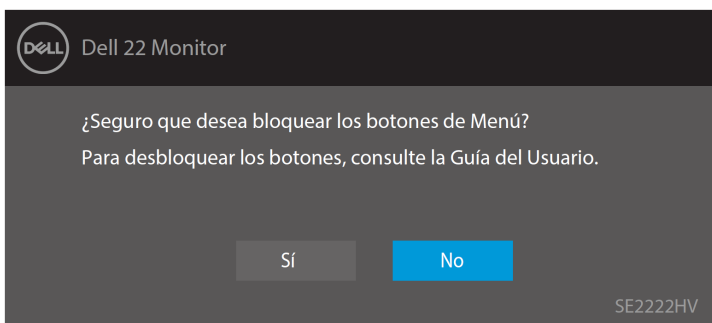 DELL Dell 22 Monitor
¿Seguro que desea bloquear los botones de Menú?
Para desbloquear los botones, consulte la Guía del Usuario.
Sí No
SE2222HV